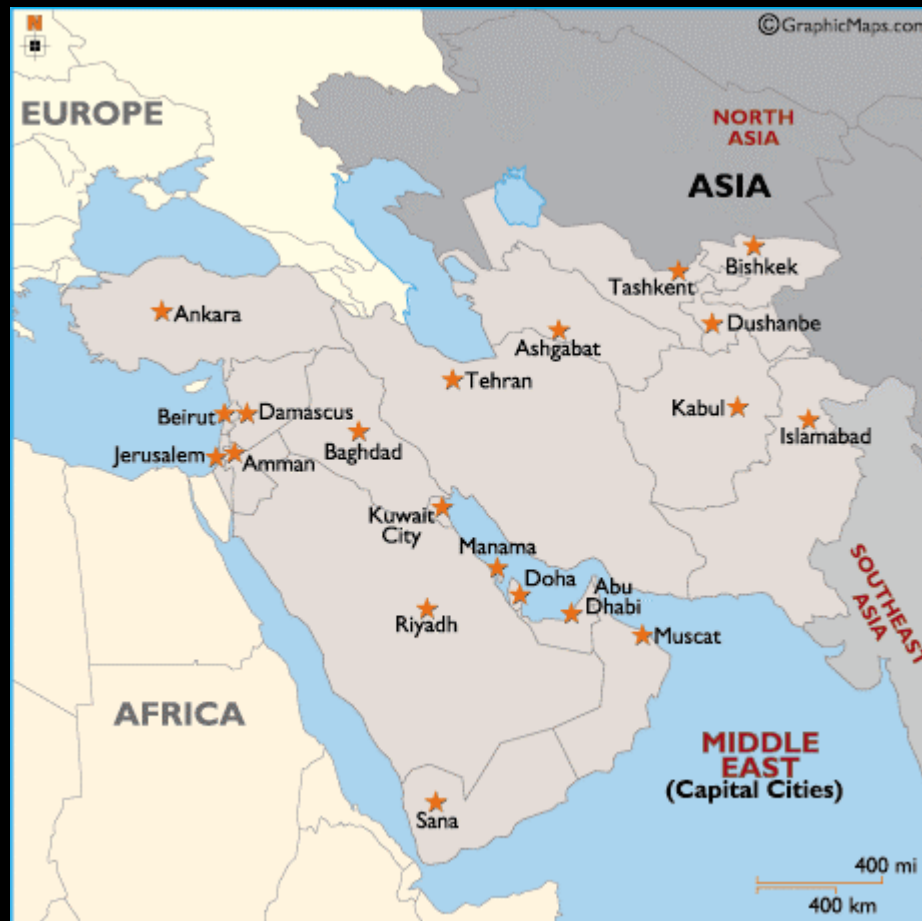 N
©GraphicMaps.com
EUROPE
NORTH
ASIA
ASIA
Bishkek
Tashkent
Ankara
Dushanbe
Ashgabat
Tehran
Beirut
Damascus
Kabul
Islamabad
Baghdad
Jerusalem
Amman
Kuwait
City
Manama
Doha
Abu
Dhabi
Riyadh
Muscat
SOUTHEAST
ASIA
AFRICA
MIDDLE
EAST
(Capital Cities)
Sana
400 mi
400 km